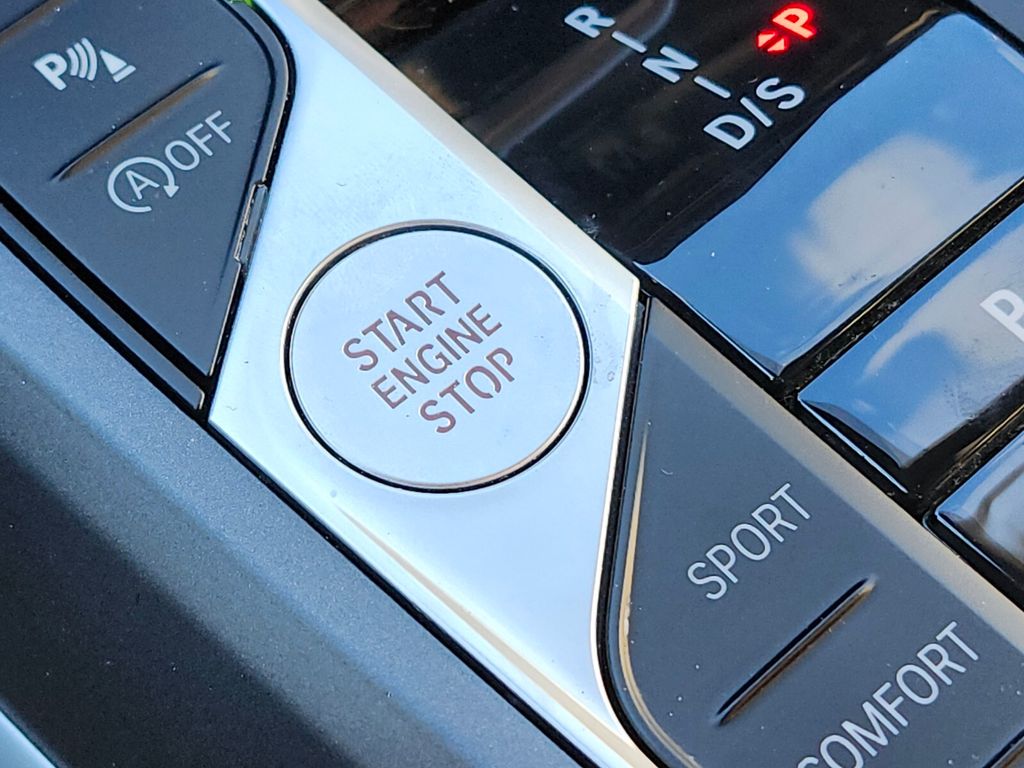 P
A OFF
R
N
D/S
P
START
ENGINE
STOP
P
SPORT
COMFORT